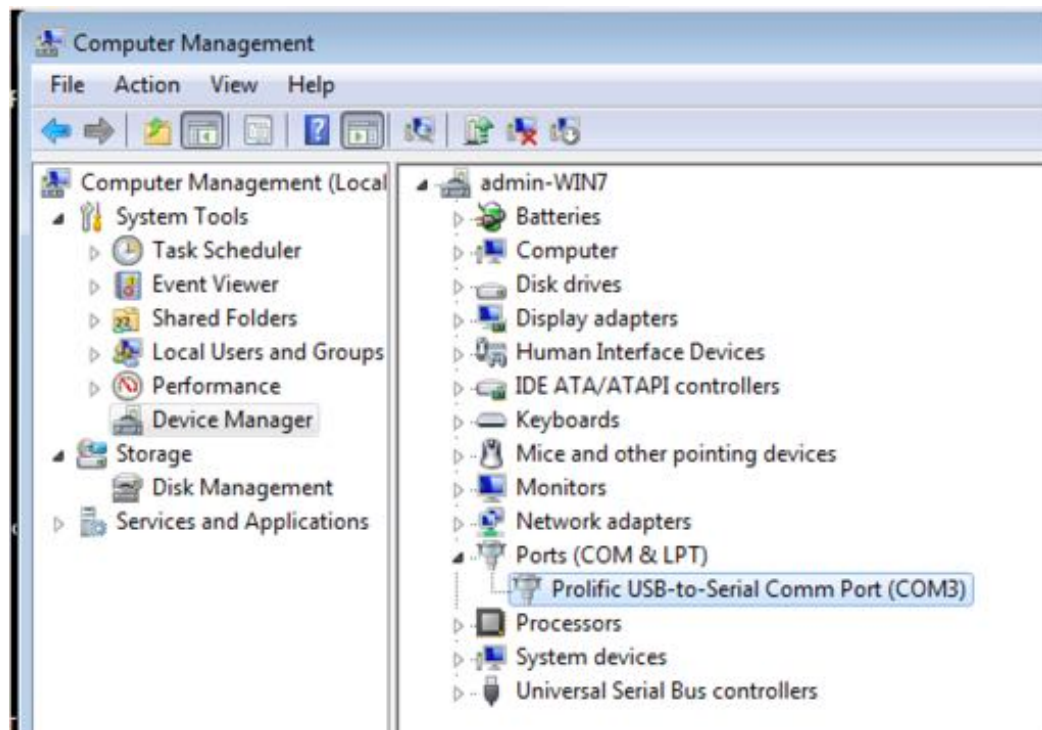 Computer Management
File Action View Help
Computer Management (Local
System Tools
Task Scheduler
Event Viewer
Shared Folders
Local Users and Groups
Performance
Device Manager
Storage
Disk Management
Services and Applications
admin-WIN7
Batteries
Computer
Disk drives
Display adapters
Human Interface Devices
IDE ATA/ATAPI controllers
Keyboards
Mice and other pointing devices
Monitors
Network adapters
Ports (COM & LPT)
Prolific USB-to-Serial Comm Port (COM3)
Processors
System devices
Universal Serial Bus controllers